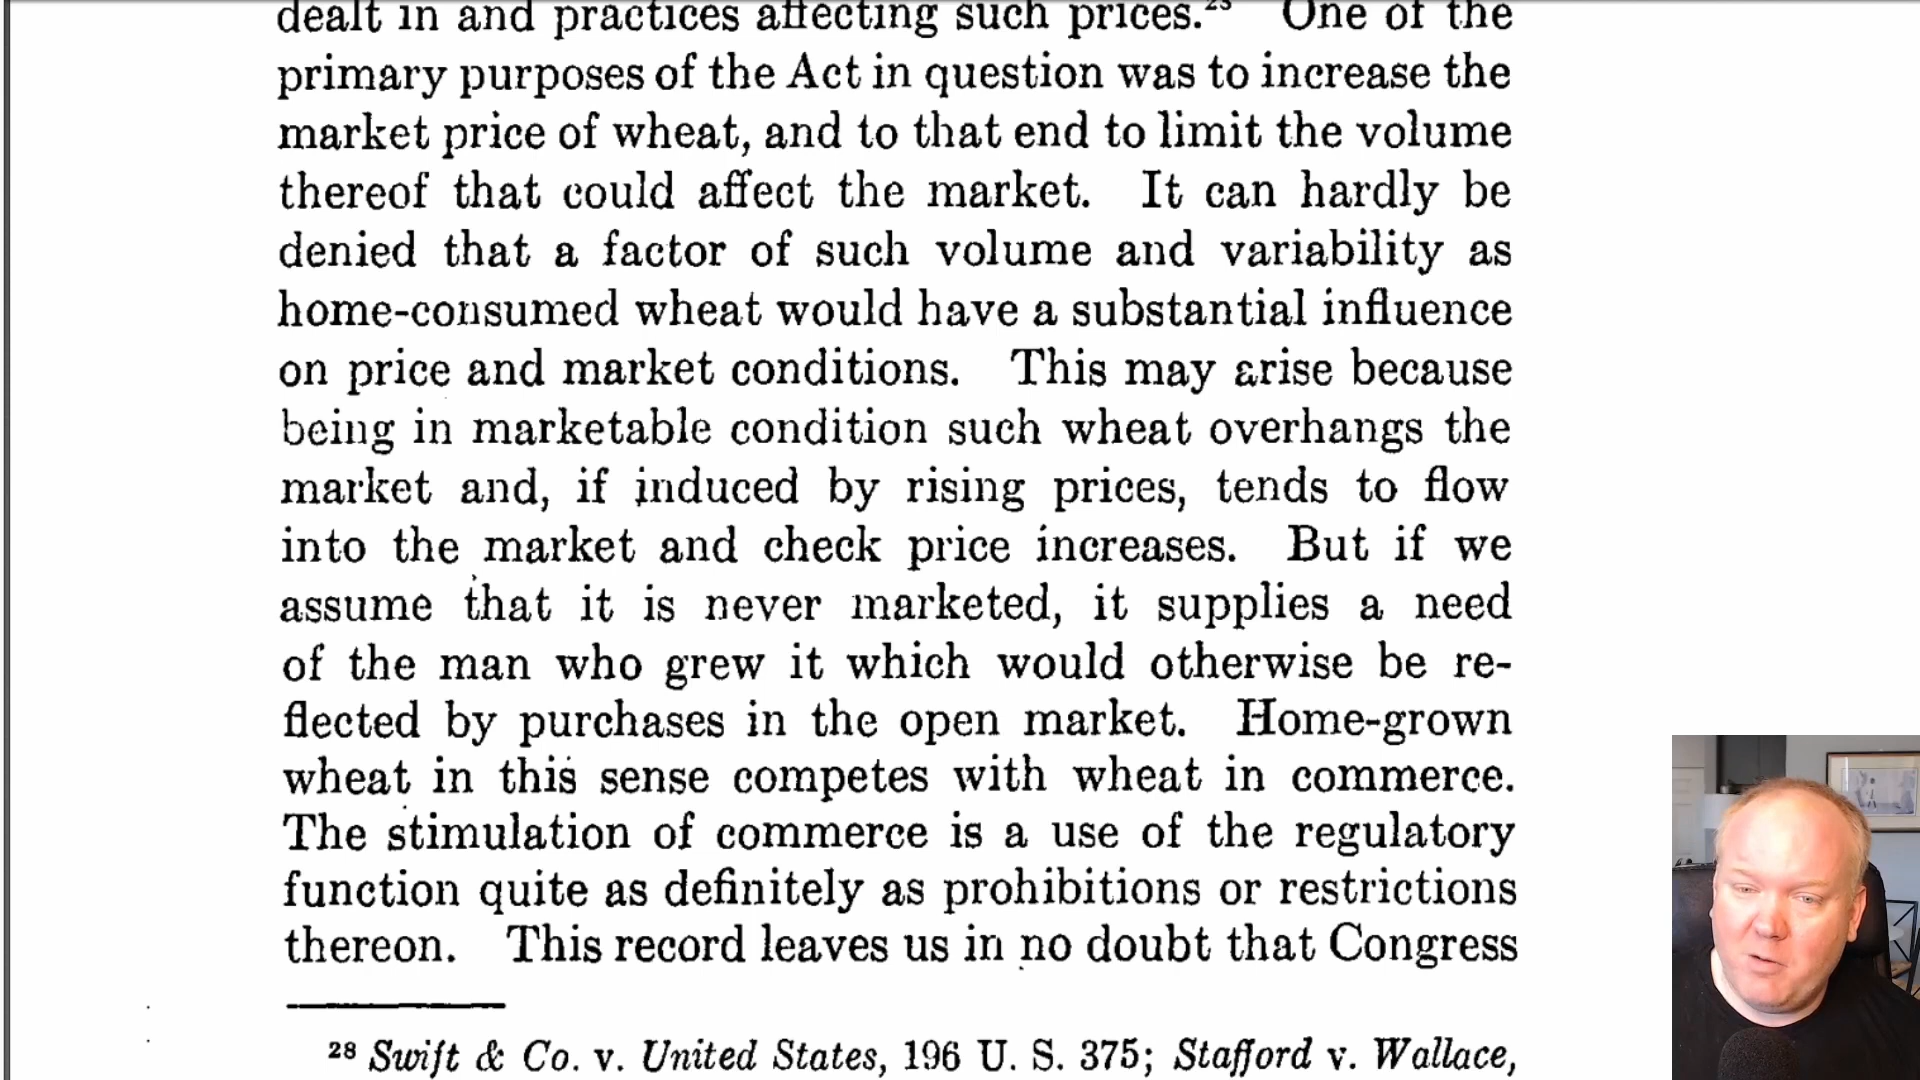 dealt in and practices affecting such prices.²³ One of the
primary purposes of the Act in question was to increase the
market price of wheat, and to that end to limit the volume
thereof that could affect the market. It can hardly be
denied that a factor of such volume and variability as
home-consumed wheat would have a substantial influence
on price and market conditions. This may arise because
being in marketable condition such wheat overhangs the
market and, if induced by rising prices, tends to flow
into the market and check price increases. But if we
assume that it is never marketed, it supplies a need
of the man who grew it which would otherwise be re-
flected by purchases in the open market. Home-grown
wheat in this sense competes with wheat in commerce.
The stimulation of commerce is a use of the regulatory
function quite as definitely as prohibitions or restrictions
thereon. This record leaves us in no doubt that Congress
²⁸ Swift & Co. v. United States, 196 U. S. 375; Stafford v. Wallace,